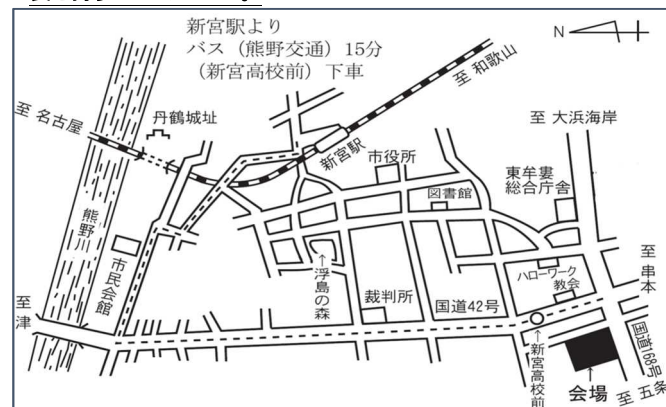 新宮駅より
バス（熊野交通）15分
（新宮高校前）下車
N
至 和歌山
至 名古屋
丹鶴城址
新宮駅
市役所
至 大浜海岸
東牟婁
総合庁舎
図書館
熊野川
市民会館
↑浮島の森
裁判所
国道42号
ハローワーク
教会
至串本
至津
↑新宮高校前
会場
国道168号
至 五条